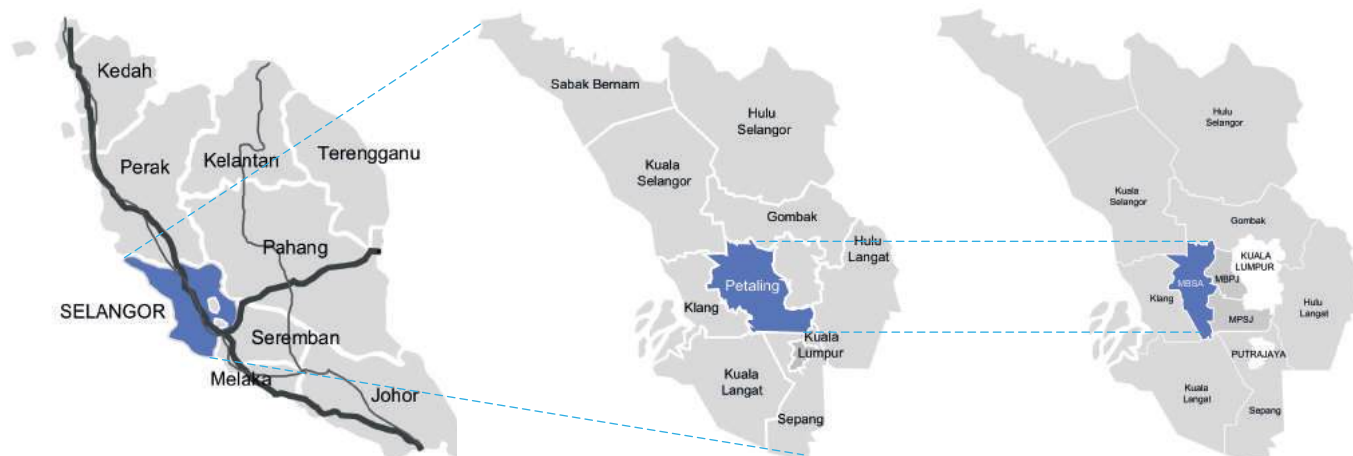 Kedah
Perak
Kelantan
Terengganu
Pahang
SELANGOR
Seremban
Melaka
Johor
Sabak Bernam
Hulu
Selangor
Kuala
Selangor
Gombak
Hulu
Langat
Petaling
Klang
Kuala
Lumpur
Kuala
Langat
Sepang
Hulu
Selangor
Kuala
Selangor
Gombak
KUALA
LUMPUR
MBSA
MBPJ
Klang
Hulu
Langat
MPSJ
PUTRAJAYA
Kuala
Langat
Sepang